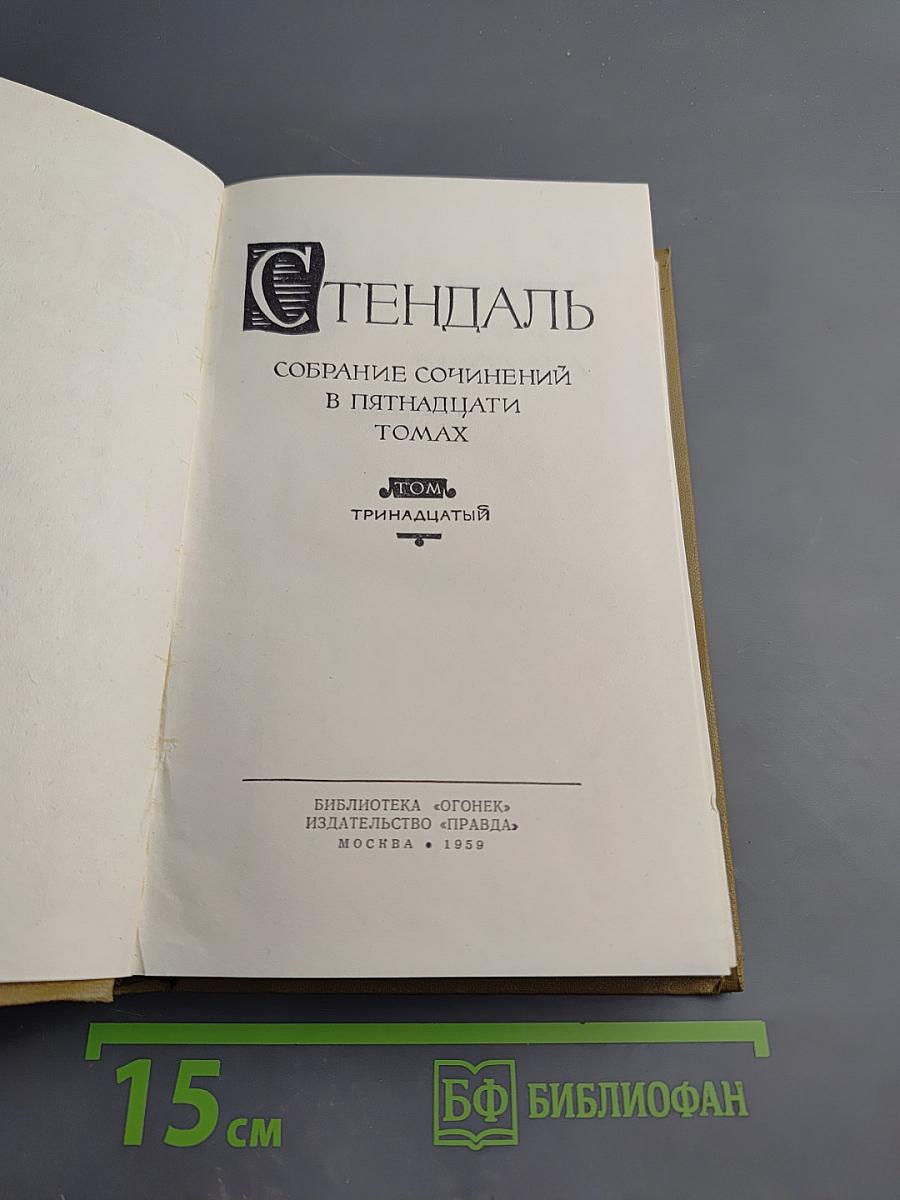 СТЕНДАЛЬ
СОБРАНИЕ СОЧИНЕНИЙ
В ПЯТНАДЦАТИ
ТОМАХ
ТОМ
ТРИНАДЦАТЫЙ
БИБЛИОТЕКА «ОГОНЕК»
ИЗДАТЕЛЬСТВО «ПРАВДА»
МОСКВА • 1959
15 см
БФ БИБЛИОФАН